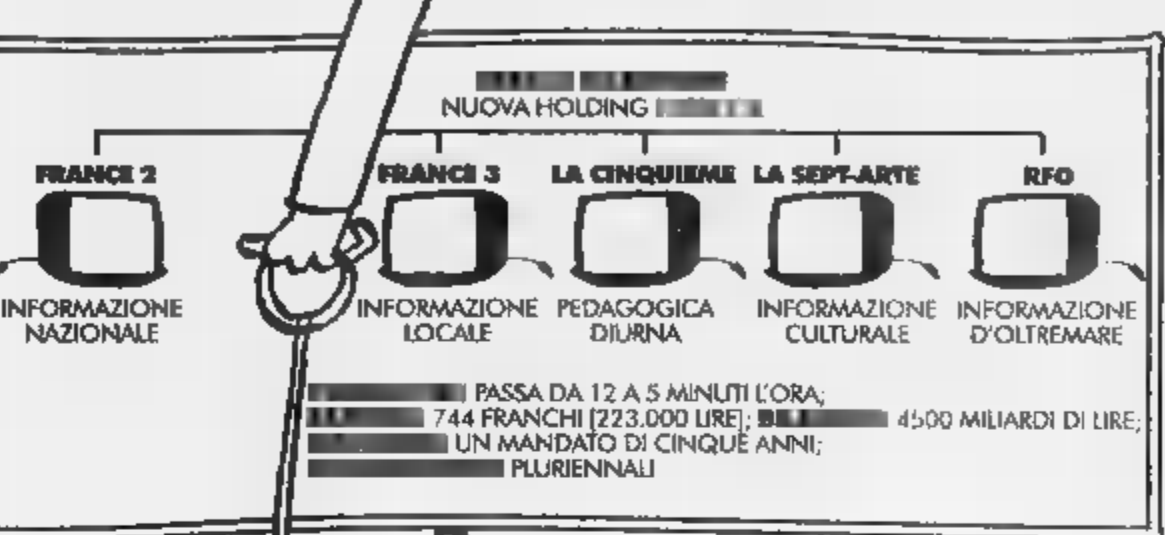 NUOVA HOLDING
FRANCE 2
FRANCE 3
LA CINQUIEME
LA SEPT-ARTE
RFO
INFORMAZIONE
NAZIONALE
INFORMAZIONE
LOCALE
PEDAGOGICA
DIURNA
INFORMAZIONE
CULTURALE
INFORMAZIONE
D'OLTREMARE
PASSA DA 12 A 5 MINUTI L'ORA;
744 FRANCHI [223.000 LIRE]; 4500 MILIARDI DI LIRE;
UN MANDATO DI CINQUE ANNI;
PLURIENNALI